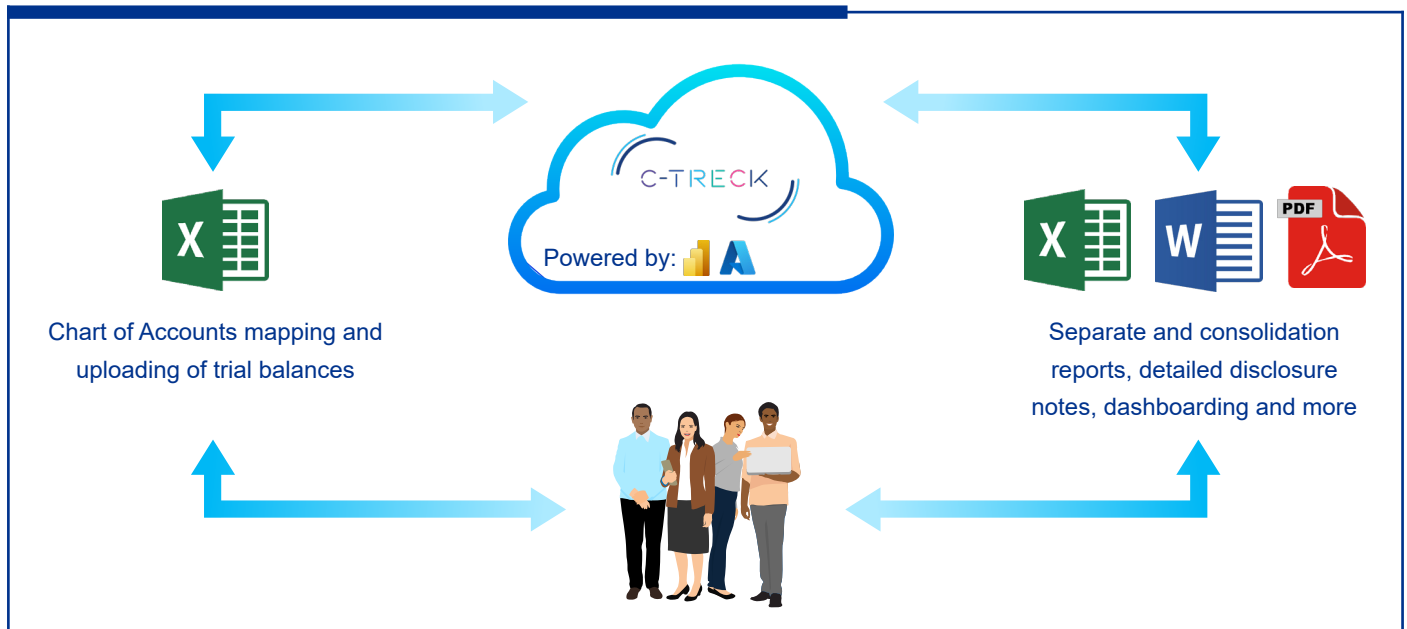 C-TRECK
Powered by:
X
Chart of Accounts mapping and
uploading of trial balances
X
W
PDF
Separate and consolidation
reports, detailed disclosure
notes, dashboarding and more